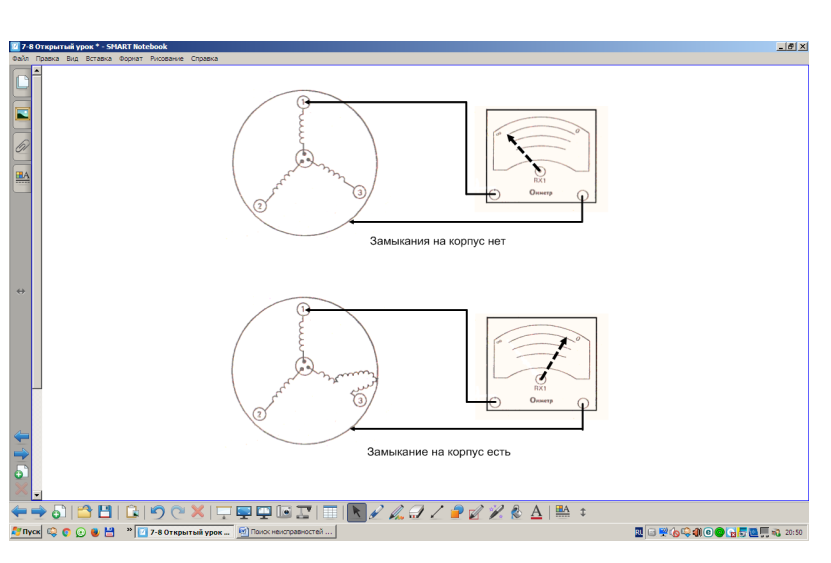 7-8 Открытый урок * - SMART Notebook
Файл Правка Вид Вставка Формат Рисование Справка
1
2
3
∞
0
RX1
Омметр
Замыкания на корпус нет
1
2
3
∞
0
RX1
Омметр
Замыкание на корпус есть
A
Пуск
»
7-8 Открытый урок ...
Поиск неисправностей ...
RL
20:50